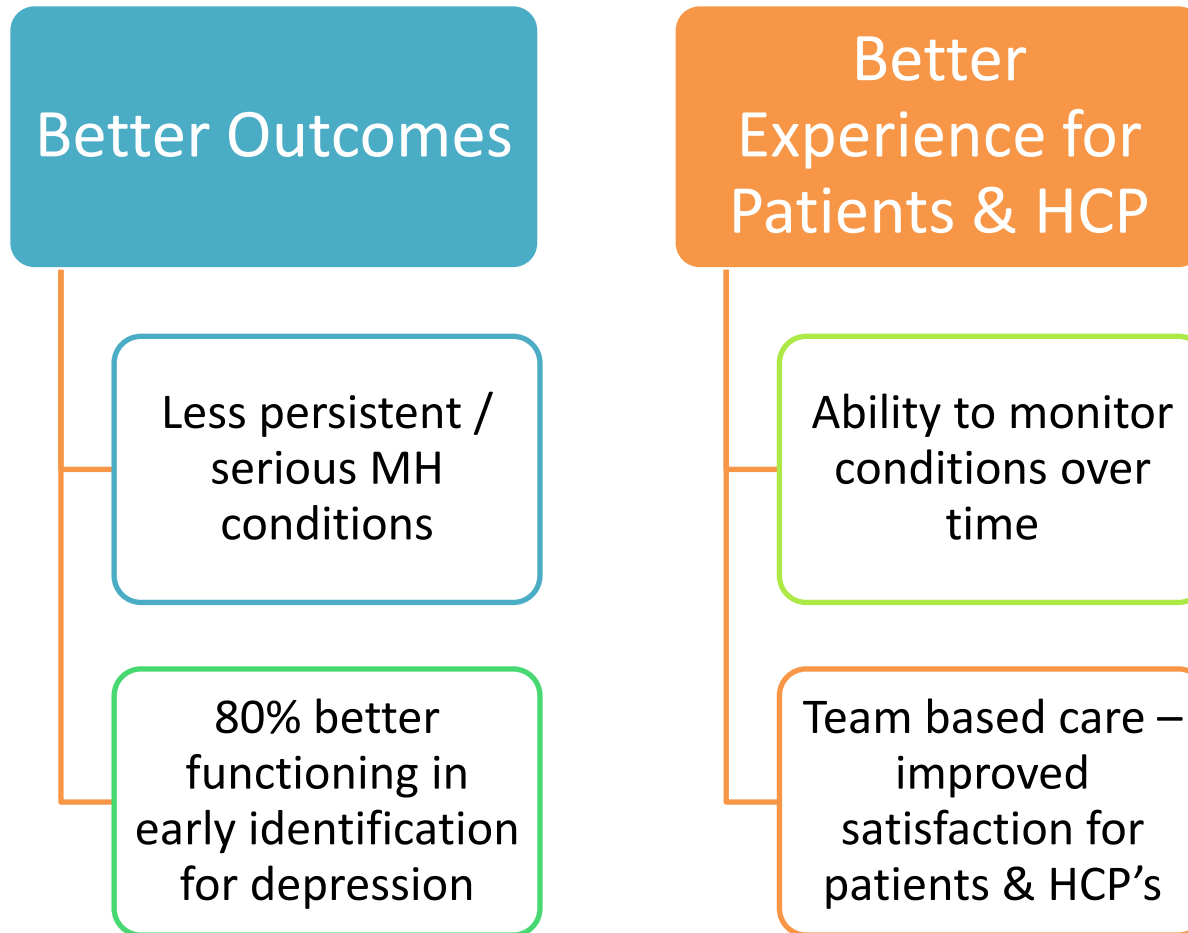 Better Outcomes
Less persistent /
serious MH
conditions
80% better
functioning in
early identification
for depression
Better
Experience for
Patients & HCP
Ability to monitor
conditions over
time
Team based care –
improved
satisfaction for
patients & HCP’s